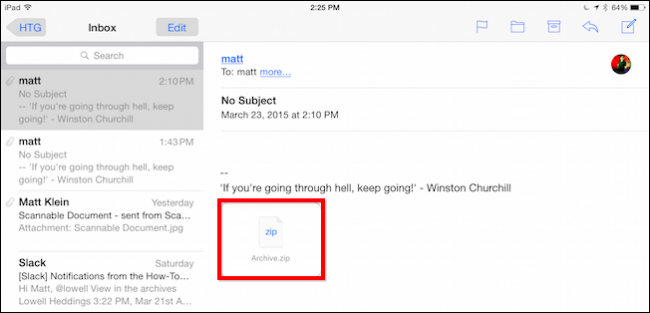 iPad 2:25 PM 64%
HTG Inbox Edit
Search
matt 2:10 PM
No Subject
-- 'If you're going through hell, keep
going!' - Winston Churchill
matt 1:43 PM
No Subject
-- 'If you're going through hell, keep
going!' - Winston Churchill
Matt Klein Yesterday
Scannable Document - sent from Sca...
Attachment: Scannable Document.jpg
Slack Saturday
[Slack] Notifications from the How-To...
Hi Matt, @lowell View in the archives
Lowell Heddings 3:22 PM, Mar 21st A...
matt
To: matt more...
No Subject
March 23, 2015 at 2:10 PM
--
'If you're going through hell, keep going!' - Winston Churchill
zip
Archive.zip